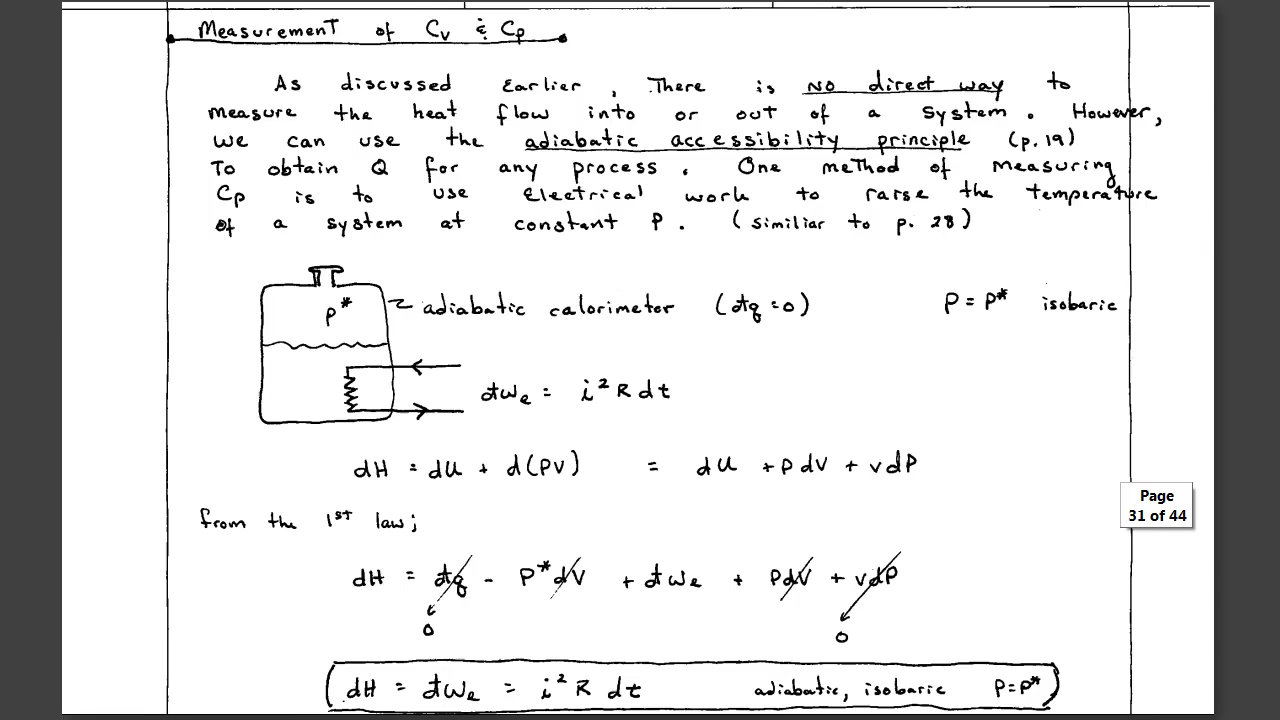 Measurement of Cv & Cp
As discussed Earlier, There is NO direct way to
measure the heat flow into or out of a system. However,
we can use the adiabatic accessibility principle (p.19)
To obtain Q for any process. One method of measuring
Cp is to use Electrical work to raise the temperature
of a system at constant P. (similiar to p. 28)
P* adiabatic calorimeter (đq = 0) P = P* isobaric
đWe = i²R dt
dH = dU + d(PV) = dU + PdV + VdP
from the 1ST law;
dH = đq - P*dV + đWe + PdV + VdP
0 0
dH = đWe = i²R dt adiabatic, isobaric P=P*
Page
31 of 44